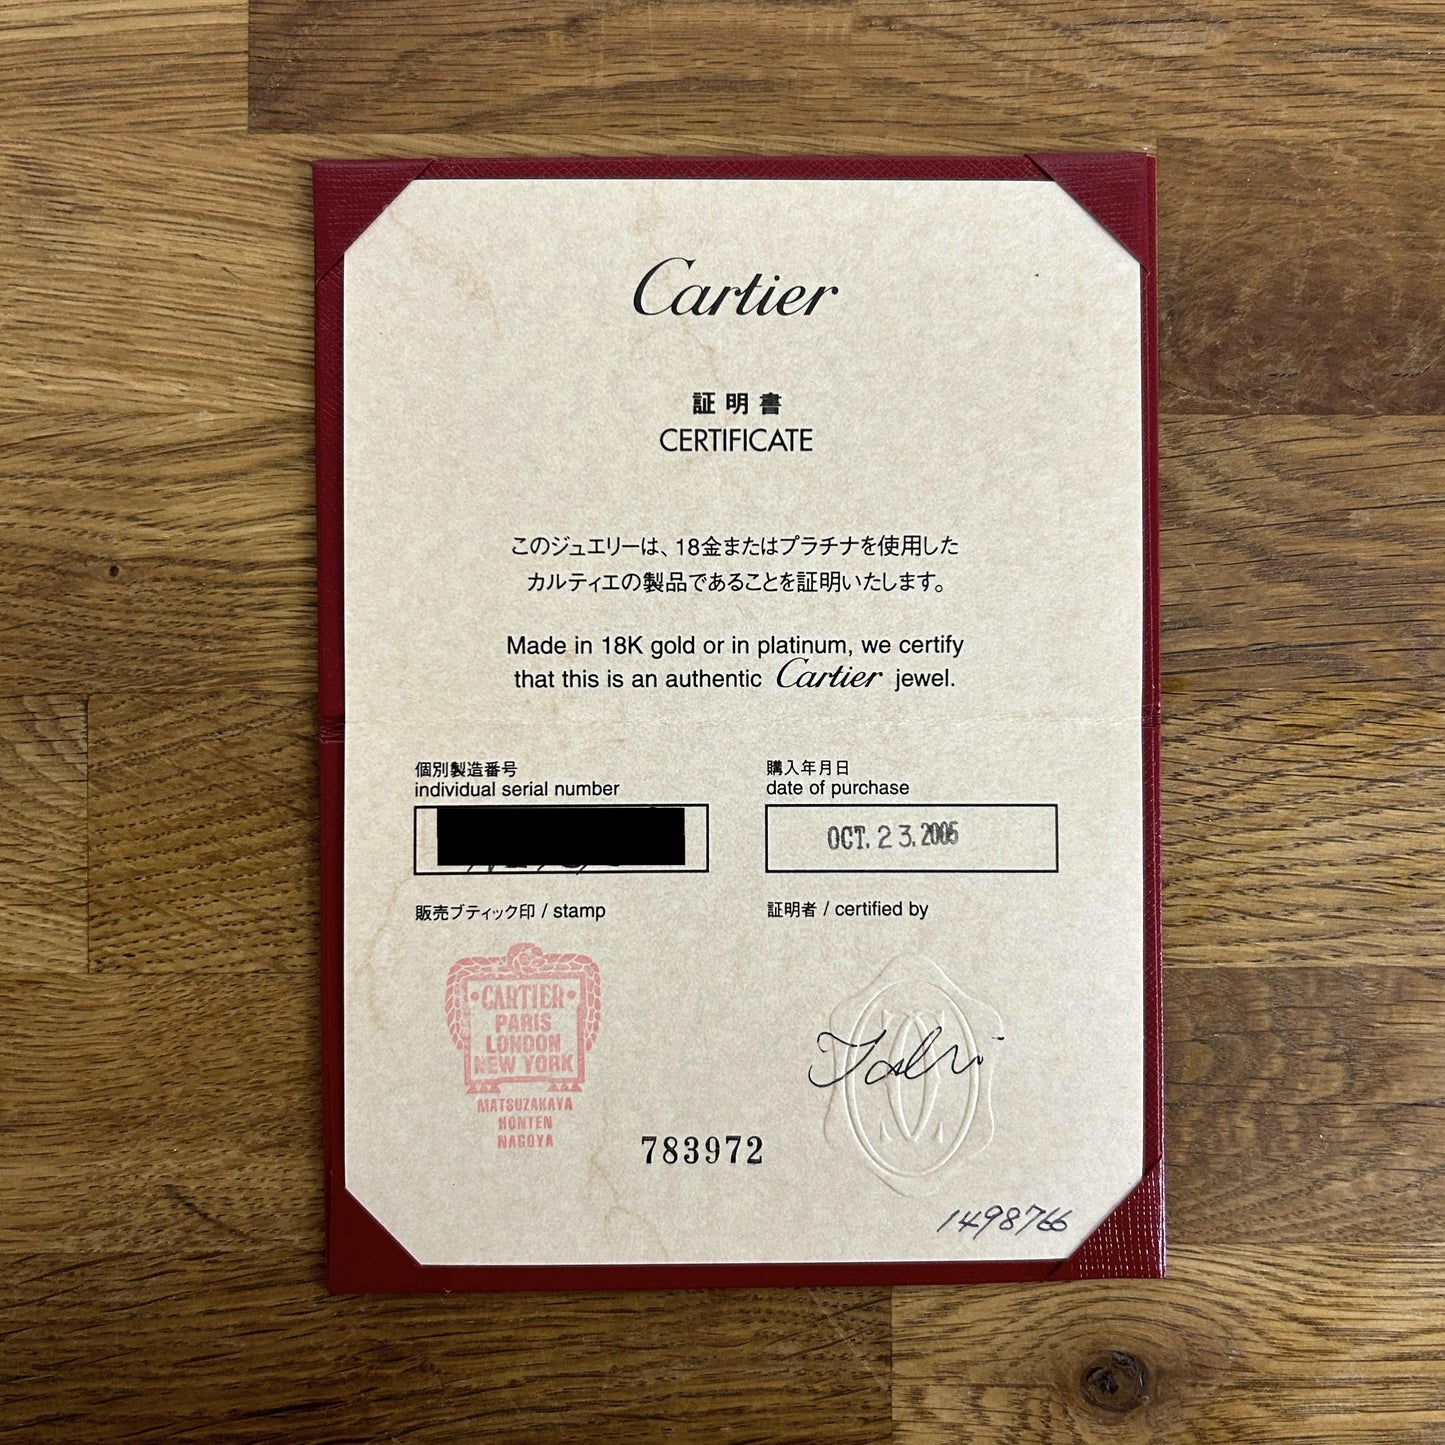 Cartier
証明書
CERTIFICATE
このジュエリーは、18金またはプラチナを使用した
カルティエの製品であることを証明いたします。
Made in 18K gold or in platinum, we certify
that this is an authentic Cartier jewel.
個別製造番号
individual serial number
購入年月日
date of purchase
OCT. 23.2005
販売ブティック印 / stamp
証明者 / certified by
·CARTIER·
PARIS
LONDON
NEW YORK
MATSUZAKAYA
HONTEN
NAGOYA
783972
1498766